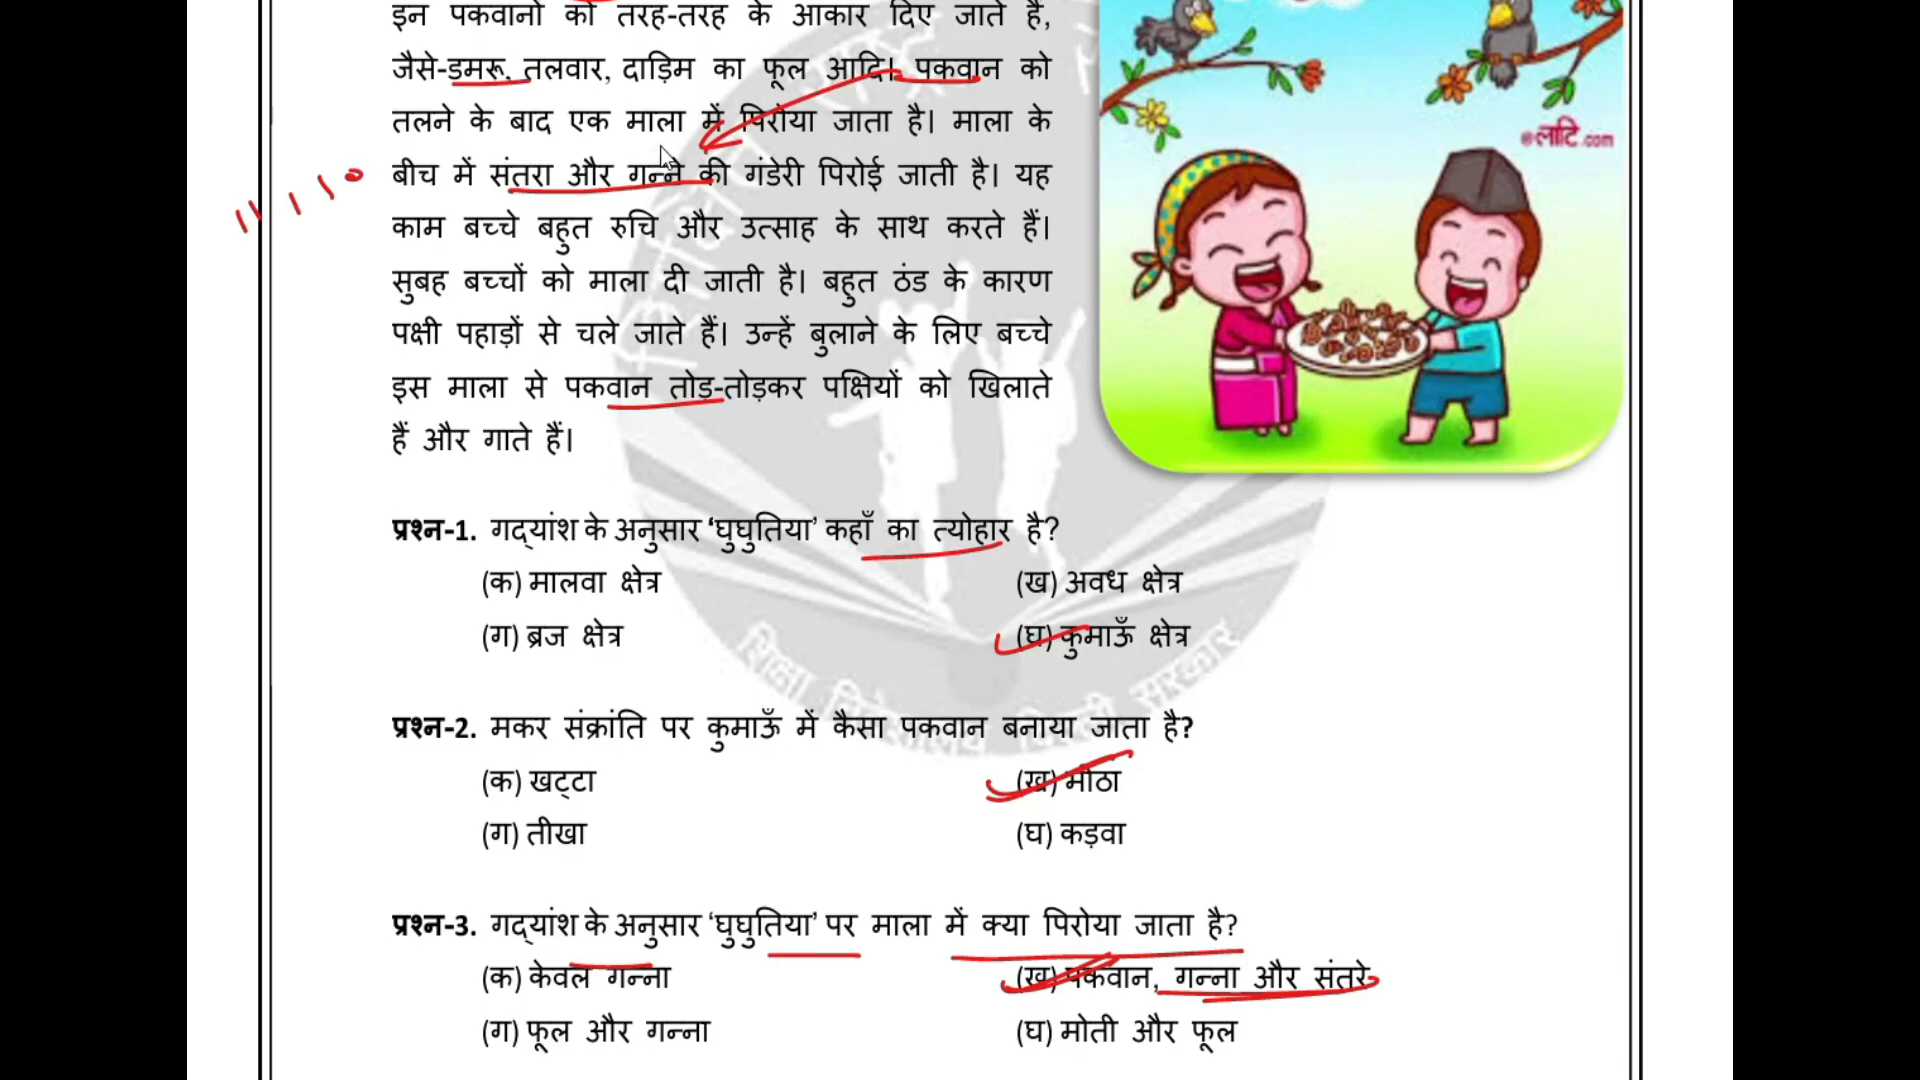 इन पकवानों को तरह-तरह के आकार दिए जाते हैं,
जैसे-डमरू, तलवार, दाड़िम का फूल आदि। पकवान को
तलने के बाद एक माला में पिरोया जाता है। माला के
बीच में संतरा और गन्ने की गंडेरी पिरोई जाती है। यह
काम बच्चे बहुत रुचि और उत्साह के साथ करते हैं।
सुबह बच्चों को माला दी जाती है। बहुत ठंड के कारण
पक्षी पहाड़ों से चले जाते हैं। उन्हें बुलाने के लिए बच्चे
इस माला से पकवान तोड़-तोड़कर पक्षियों को खिलाते
हैं और गाते हैं।
@लाटि.com
प्रश्न-1. गद्यांश के अनुसार ‘घुघुतिया’ कहाँ का त्योहार है?
(क) मालवा क्षेत्र (ख) अवध क्षेत्र
(ग) ब्रज क्षेत्र (घ) कुमाऊँ क्षेत्र
प्रश्न-2. मकर संक्रांति पर कुमाऊँ में कैसा पकवान बनाया जाता है?
(क) खट्टा (ख) मीठा
(ग) तीखा (घ) कड़वा
प्रश्न-3. गद्यांश के अनुसार ‘घुघुतिया’ पर माला में क्या पिरोया जाता है?
(क) केवल गन्ना (ख) पकवान, गन्ना और संतरे
(ग) फूल और गन्ना (घ) मोती और फूल